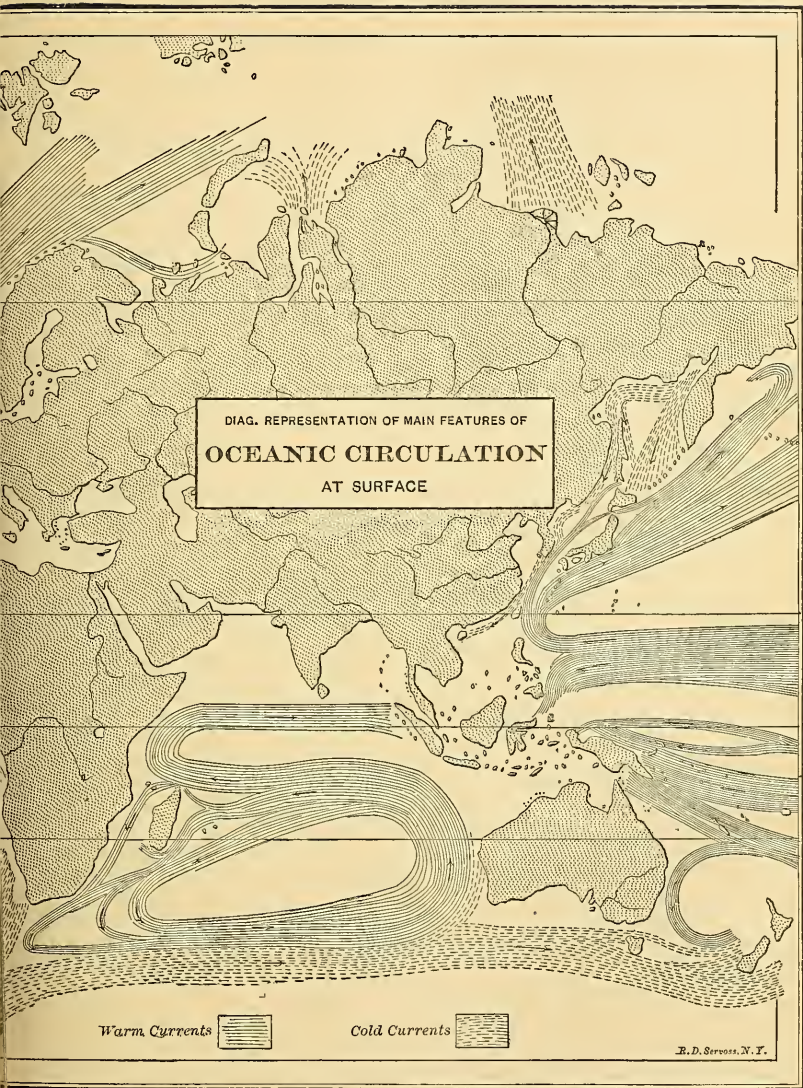 DIAG. REPRESENTATION OF MAIN FEATURES OF
OCEANIC CIRCULATION
AT SURFACE
Warm Currents
Cold Currents
R.D. Servoss. N.Y.